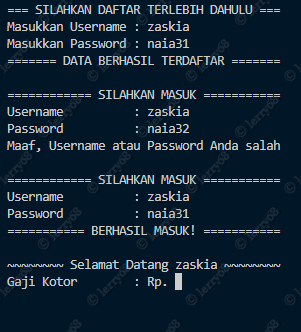 === SILAHKAN DAFTAR TERLEBIH DAHULU ===
Masukkan Username : zaskia
Masukkan Password : naia31
======= DATA BERHASIL TERDAFTAR =======
============ SILAHKAN MASUK ===========
Username : zaskia
Password : naia32
Maaf, Username atau Password Anda salah
============ SILAHKAN MASUK ===========
Username : zaskia
Password : naia31
=========== BERHASIL MASUK! ===========
~~~~~~~~ Selamat Datang zaskia ~~~~~~~~
Gaji Kotor : Rp.